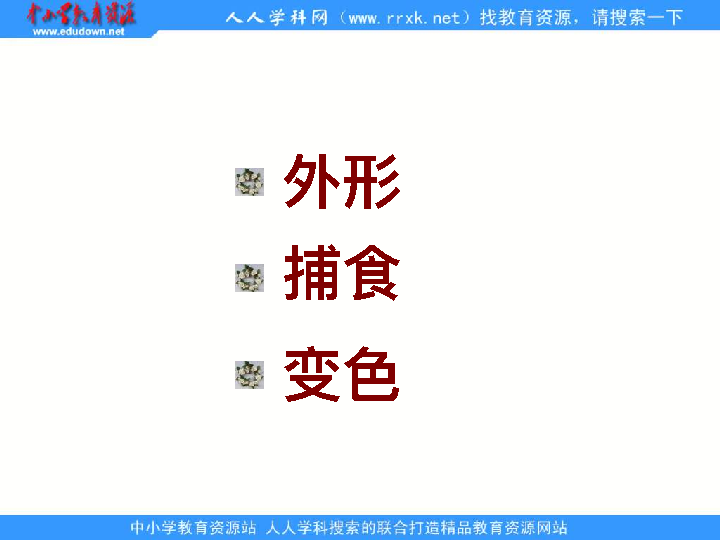 中小学教育资源
www.edudown.net
人人学科网（www.rrxk.net）找教育资源，请搜索一下
外形
捕食
变色
中小学教育资源站 人人学科搜索的联合打造精品教育资源网站